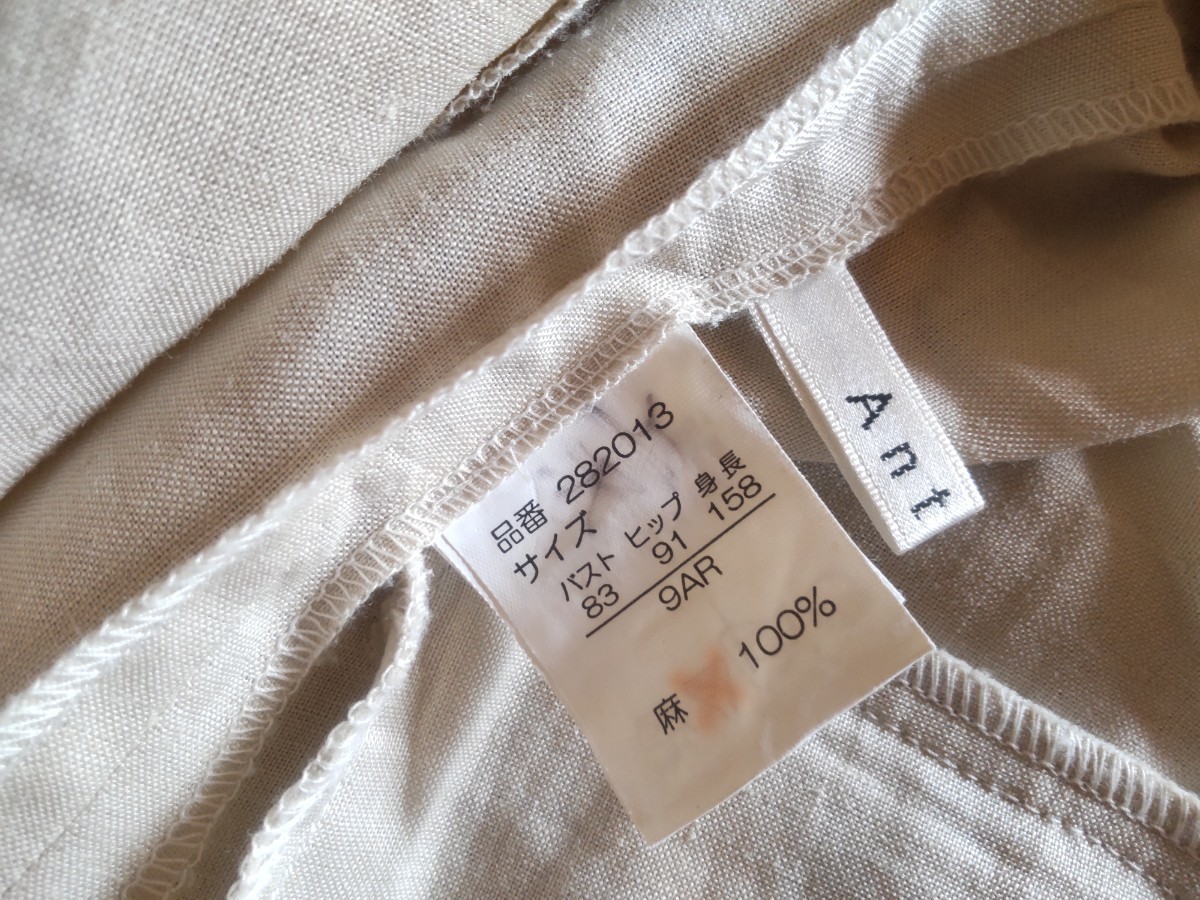 品番 282013
サイズ
バスト ヒップ 身長
83 91 158
9AR
麻 100%
Ant